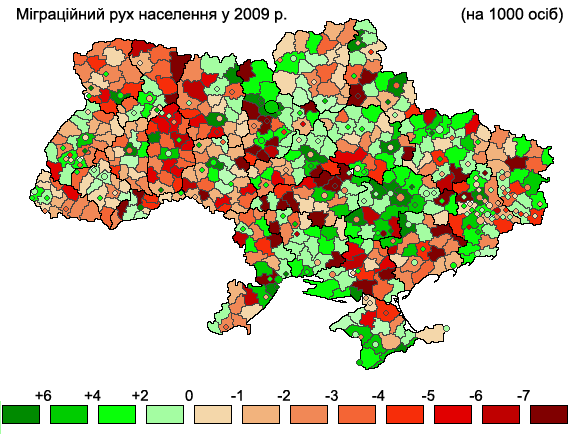 Міграційний рух населення у 2009 р. (на 1000 осіб)
+6 +4 +2 0 -1 -2 -3 -4 -5 -6 -7